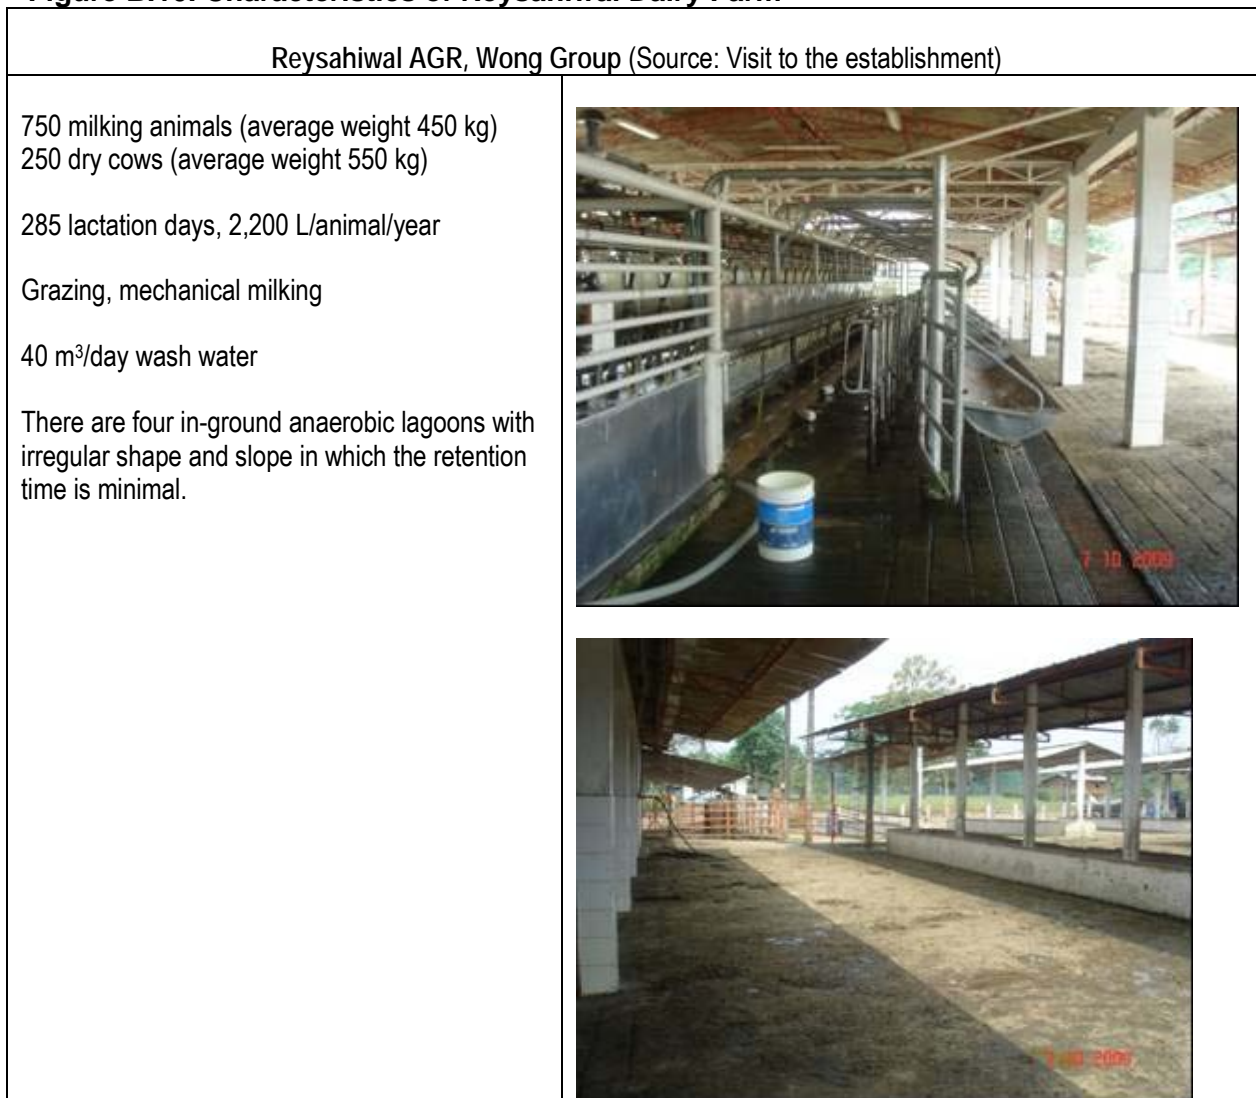 Reysahiwal AGR, Wong Group (Source: Visit to the establishment)
750 milking animals (average weight 450 kg)
250 dry cows (average weight 550 kg)
285 lactation days, 2,200 L/animal/year
Grazing, mechanical milking
40 m³/day wash water
There are four in-ground anaerobic lagoons with
irregular shape and slope in which the retention
time is minimal.
7 10 2009